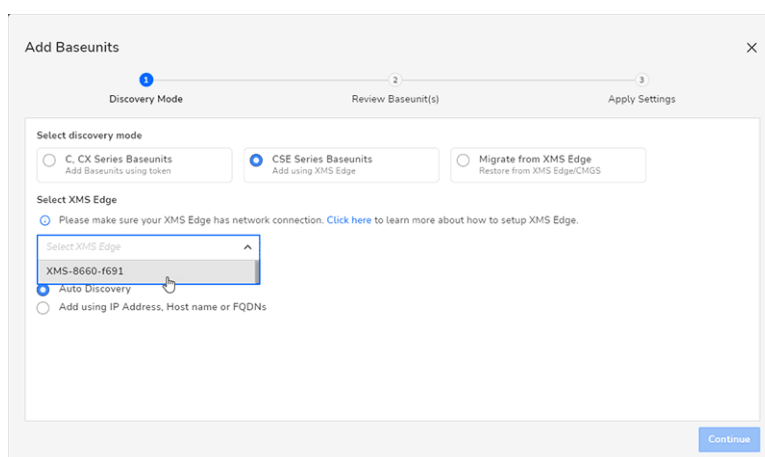 Add Baseunits
1
2
3
Discovery Mode
Review Baseunit(s)
Apply Settings
Select discovery mode
C, CX Series Baseunits
Add Baseunits using token
CSE Series Baseunits
Add using XMS Edge
Migrate from XMS Edge
Restore from XMS Edge/CMGS
Select XMS Edge
Please make sure your XMS Edge has network connection. Click here to learn more about how to setup XMS Edge.
Select XMS Edge
XMS-8660-f691
Auto Discovery
Add using IP Address, Host name or FQDNs
Continue